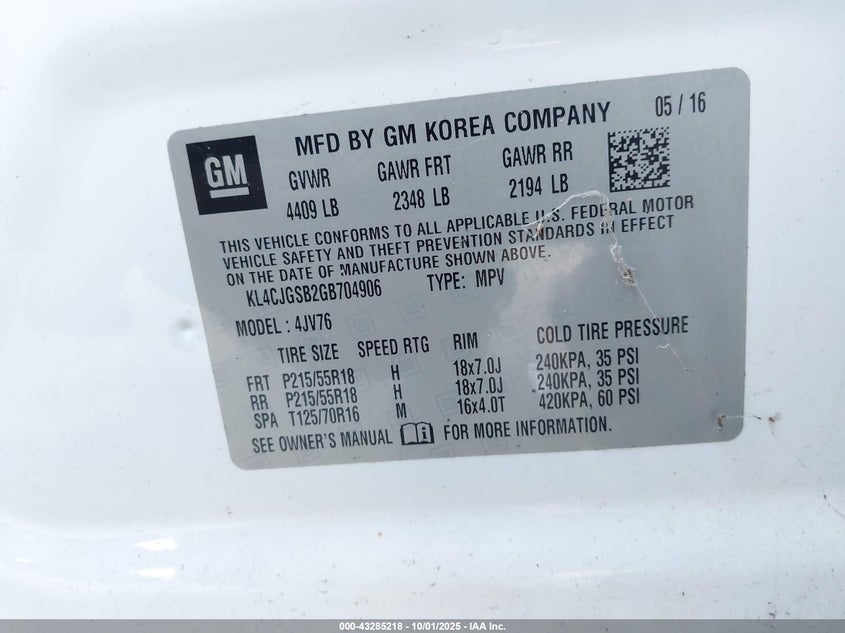 MFD BY GM KOREA COMPANY 05 / 16
GM
GVWR GAWR FRT GAWR RR
4409 LB 2348 LB 2194 LB
THIS VEHICLE CONFORMS TO ALL APPLICABLE U.S. FEDERAL MOTOR
VEHICLE SAFETY AND THEFT PREVENTION STANDARDS IN EFFECT
ON THE DATE OF MANUFACTURE SHOWN ABOVE.
KL4CJGSB2GB704906 TYPE: MPV
MODEL : 4JV76
TIRE SIZE SPEED RTG RIM COLD TIRE PRESSURE
FRT P215/55R18 H 18x7.0J 240KPA, 35 PSI
RR P215/55R18 H 18x7.0J 240KPA, 35 PSI
SPA T125/70R16 M 16x4.0T 420KPA, 60 PSI
SEE OWNER'S MANUAL i FOR MORE INFORMATION.
000-43285218 - 10/01/2025 - IAA Inc.